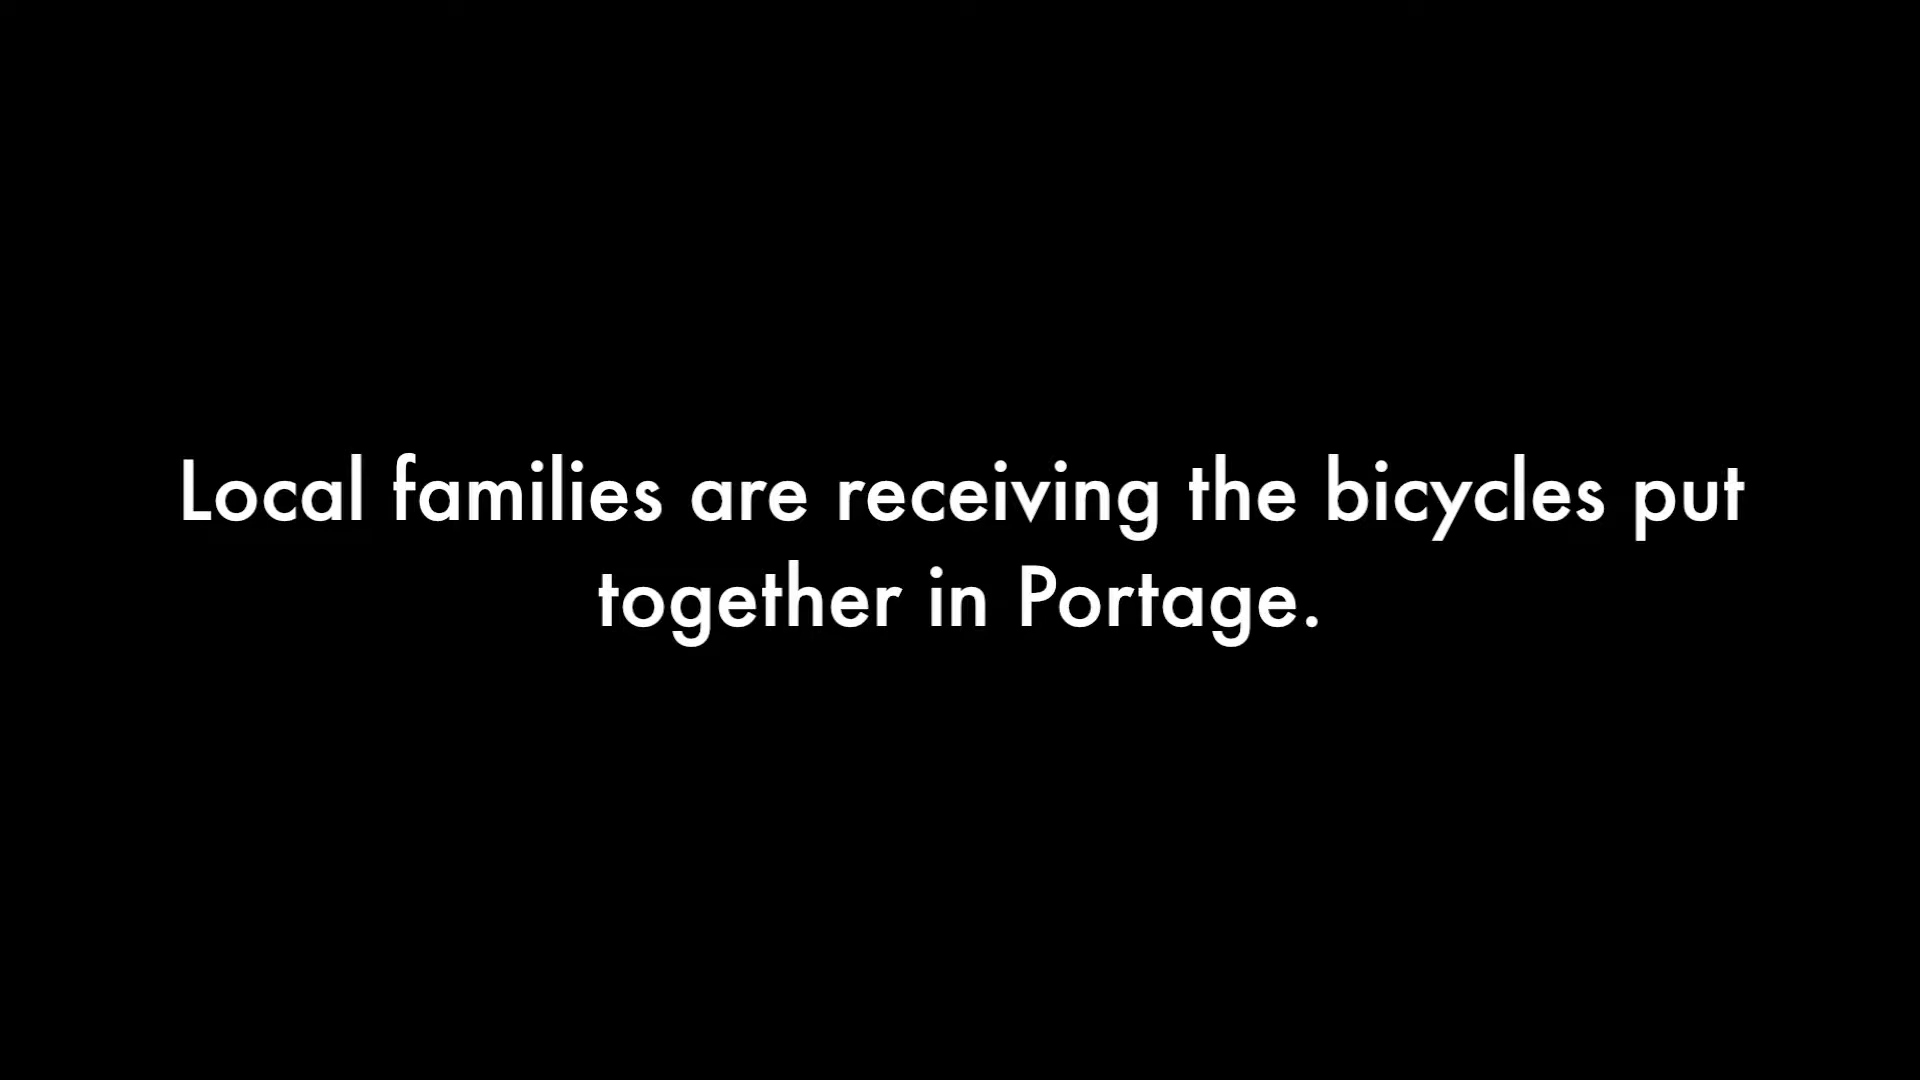 Local families are receiving the bicycles put
together in Portage.